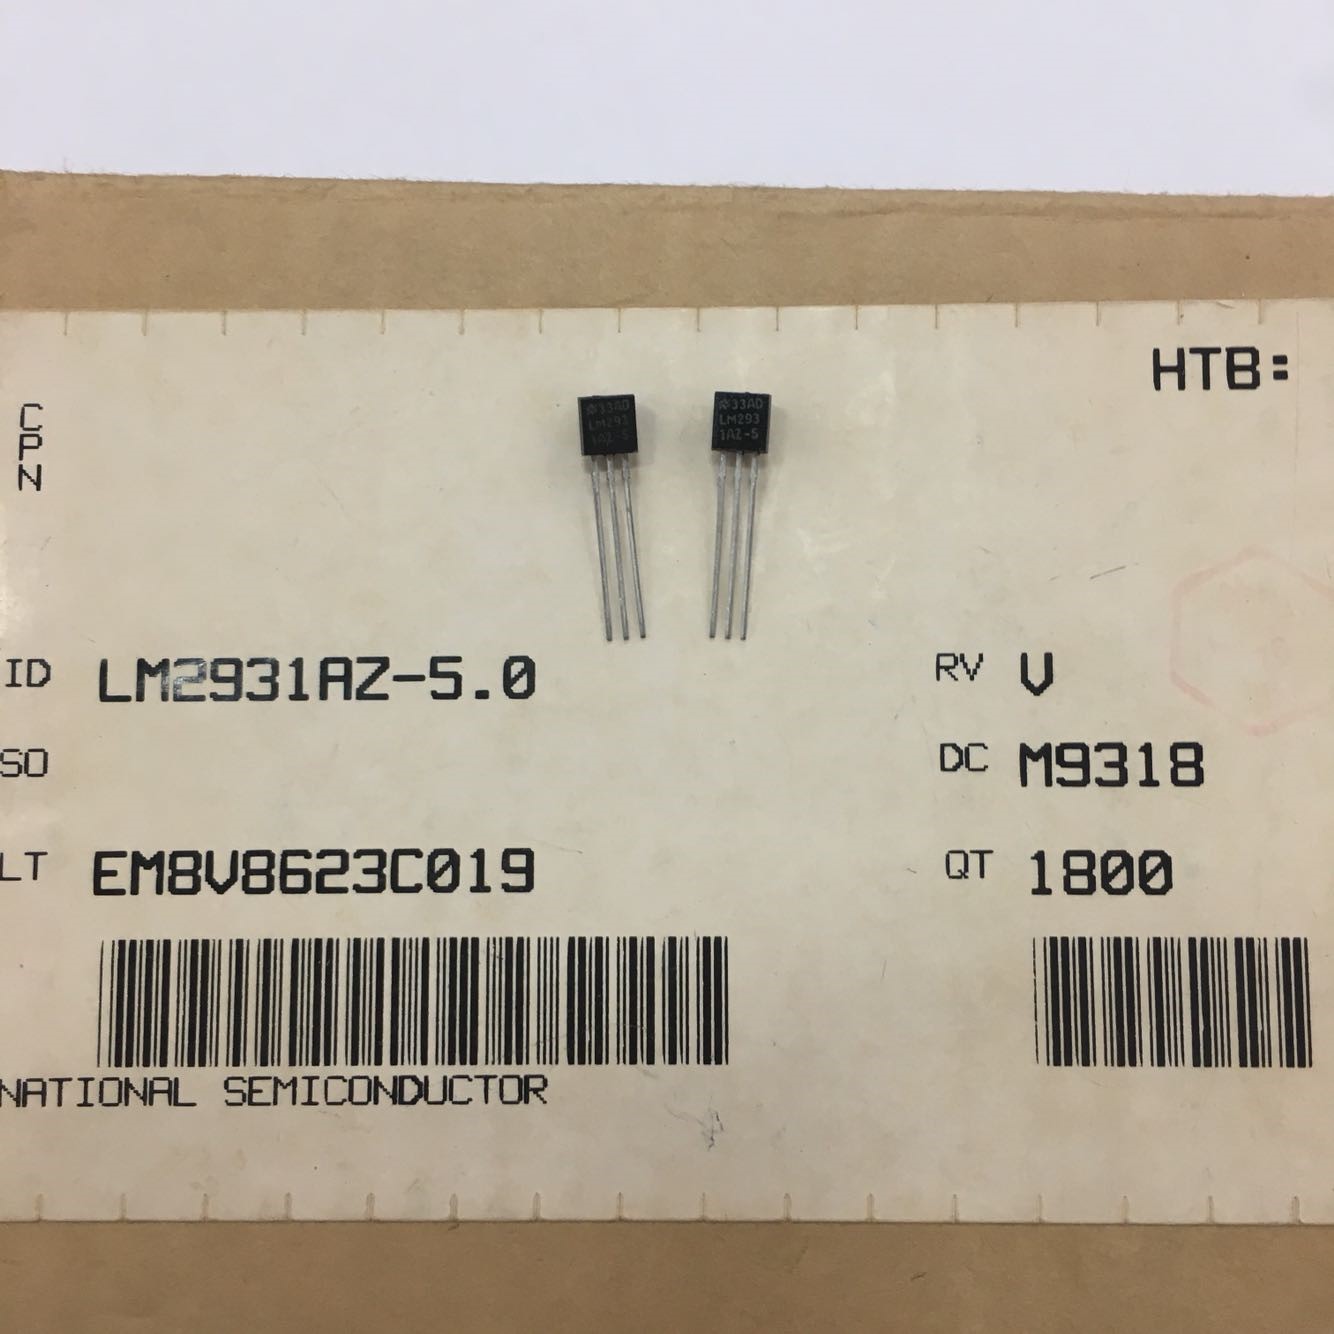 HTB:
CPN
33AD
LM293
1AZ-5
33AD
LM293
1AZ-5
ID LM2931AZ-5.0
RV V
SO
DC M9318
LT EM8V8623C019
QT 1800
NATIONAL SEMICONDUCTOR